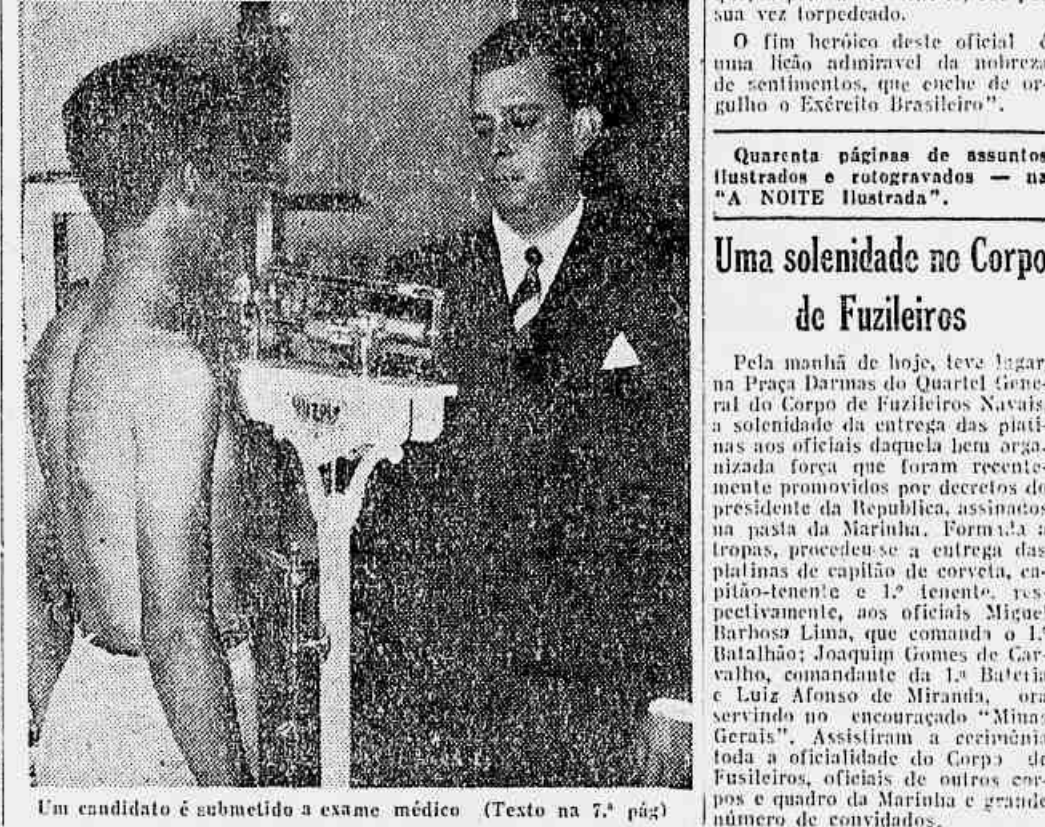 Um candidato é submetido a exame médico (Texto na 7.ª pág)
sua vez torpedeado.
O fim heróico deste oficial é
uma lição admiravel da nobreza
de sentimentos, que enche de or-
gulho o Exército Brasileiro".
Quarenta páginas de assuntos
ilustrados e rotogravados — na
"A NOITE Ilustrada".
Uma solenidade no Corpo
de Fuzileiros
Pela manhã de hoje, teve lugar
na Praça Darmas do Quartel Gene-
ral do Corpo de Fuzileiros Navais,
a solenidade da entrega das plati-
nas aos oficiais daquela bem orga-
nizada força que foram recente-
mente promovidos por decretos do
presidente da Republica, assinados
na pasta da Marinha. Formada a
tropas, procedeu-se a entrega das
platinas de capitão de corveta, ca-
pitão-tenente e 1.º tenente, res-
pectivamente, aos oficiais Miguel
Barbosa Lima, que comanda o 1.º
Batalhão; Joaquim Gomes de Car-
valho, comandante da 1.ª Bateria
e Luiz Afonso de Miranda, ora
servindo no encouraçado "Minas
Gerais". Assistiram a cerimônia
toda a oficialidade do Corpo de
Fusileiros, oficiais de outros cor-
pos e quadro da Marinha e grande
número de convidados.